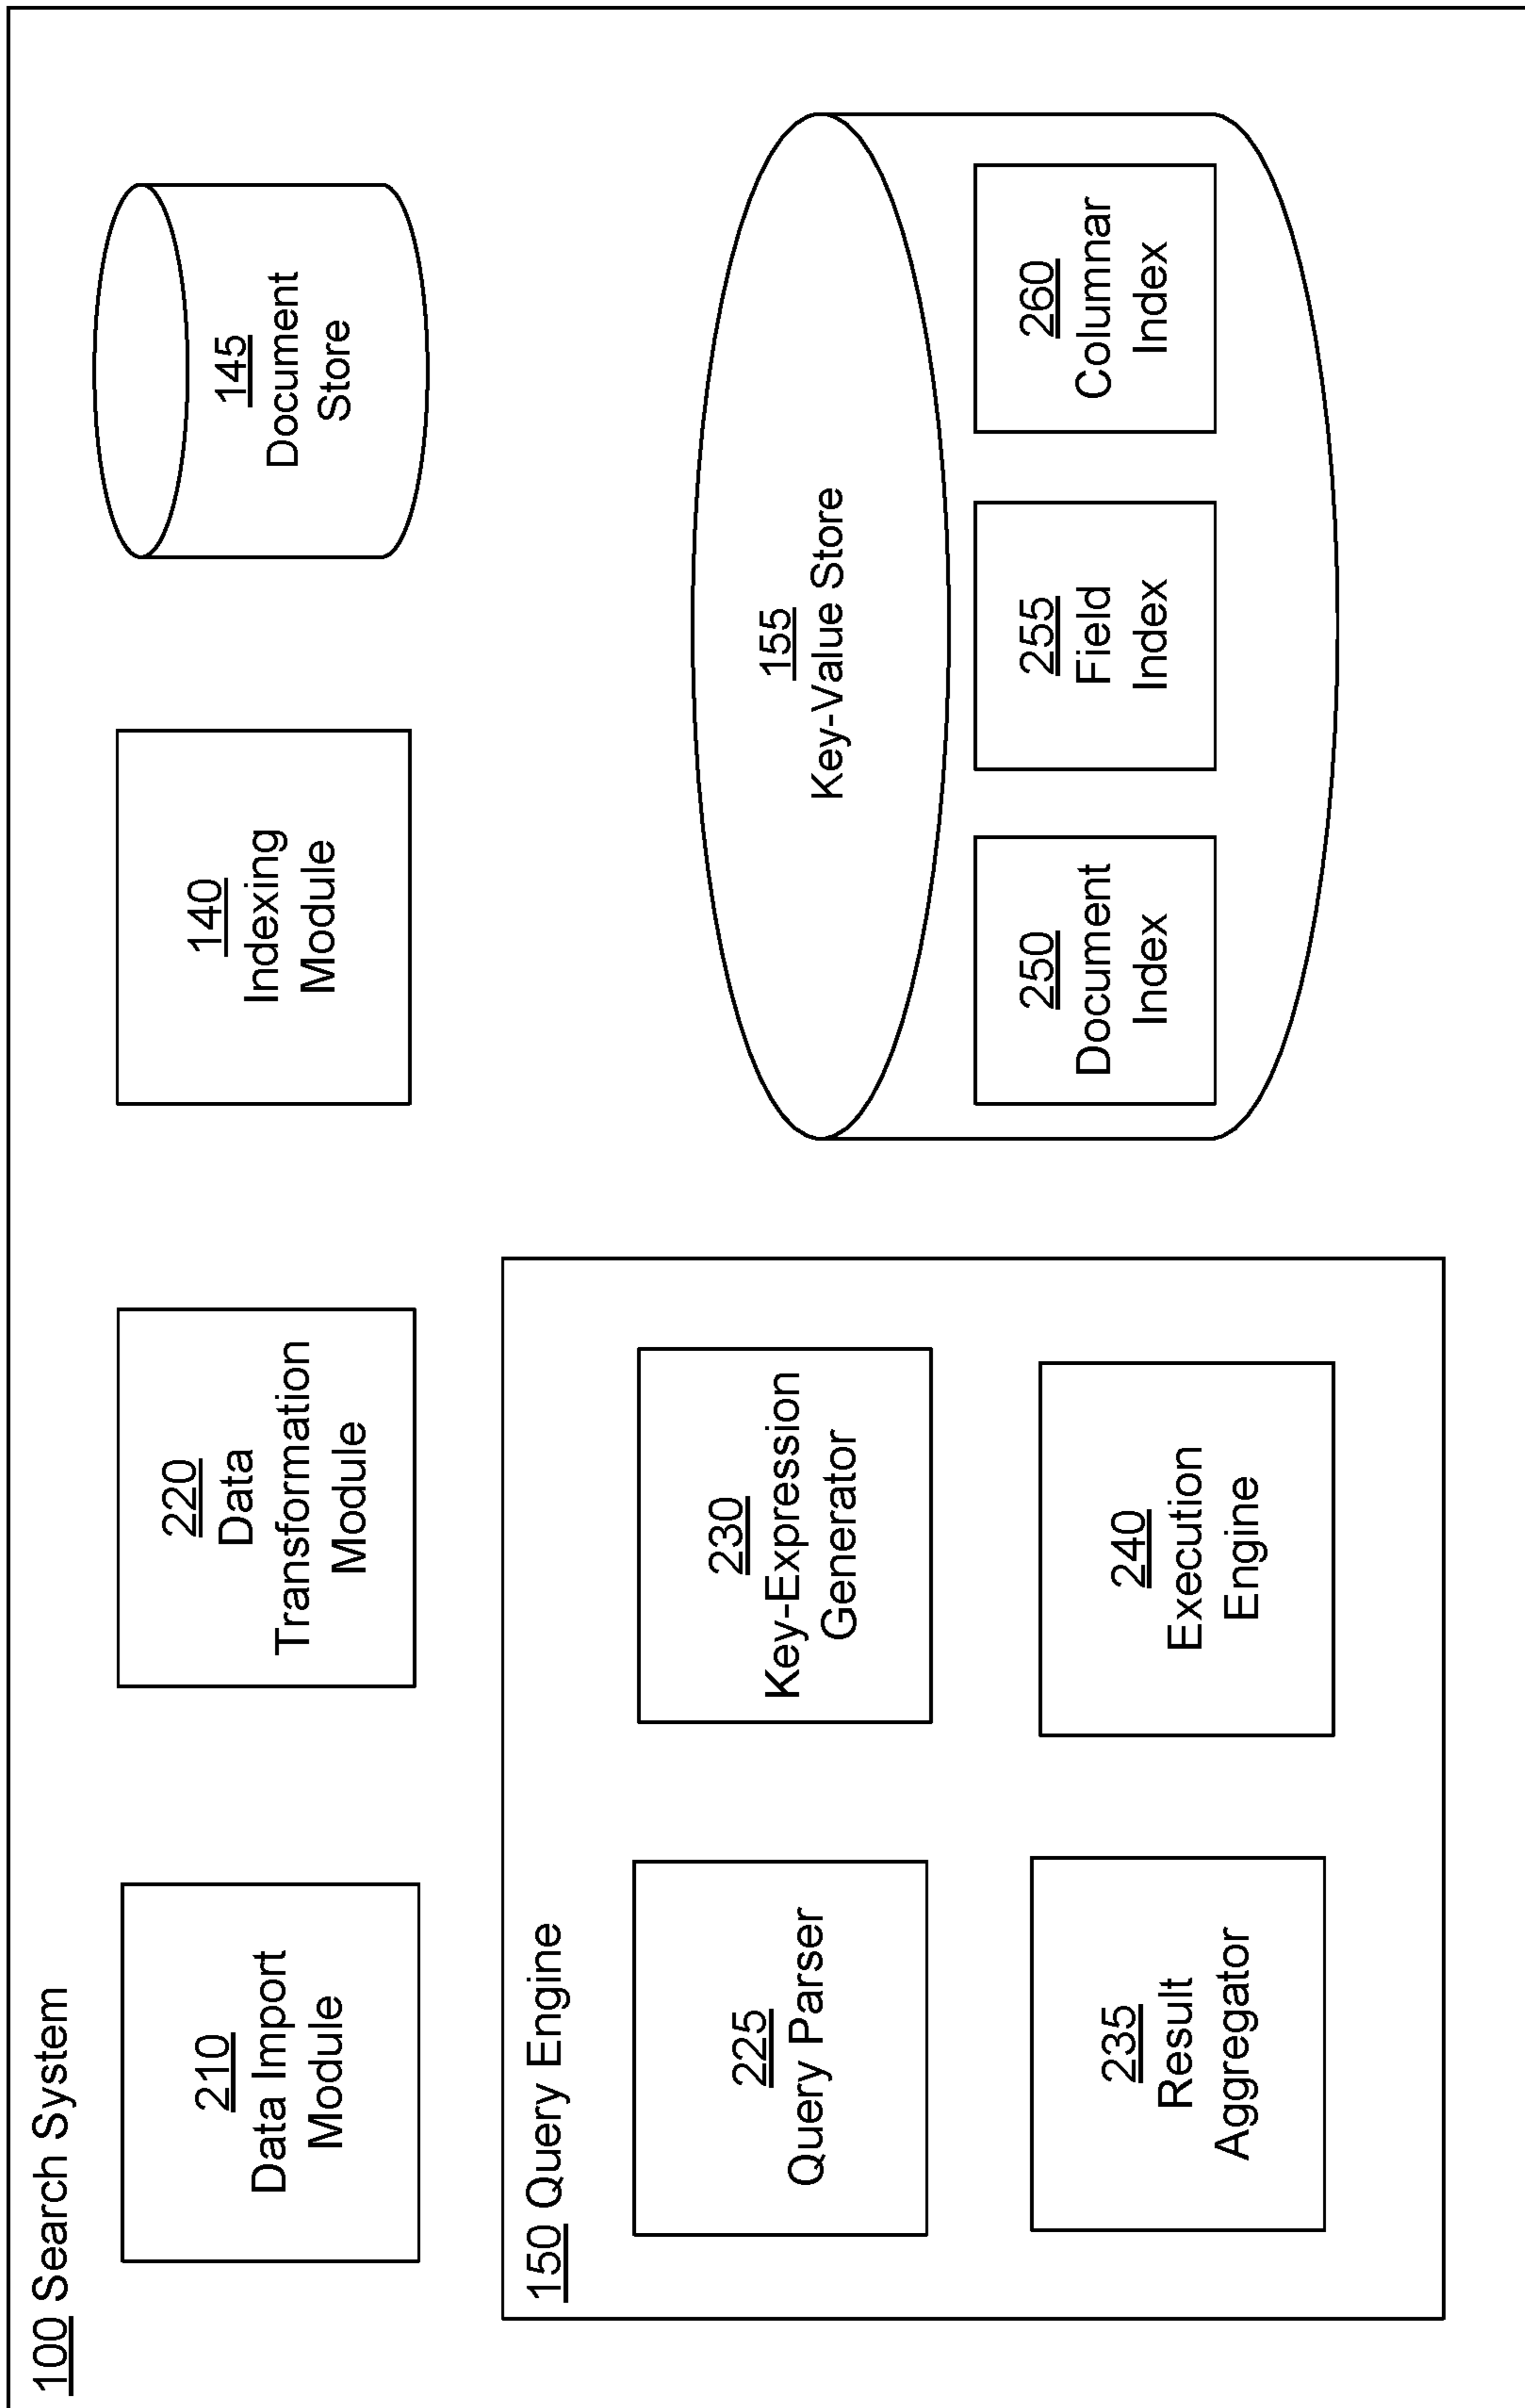 100 Search System
210
Data Import
Module
220
Data
Transformation
Module
140
Indexing
Module
145
Document
Store
150 Query Engine
225
Query Parser
230
Key-Expression
Generator
235
Result
Aggregator
240
Execution
Engine
155
Key-Value Store
250
Document
Index
255
Field
Index
260
Columnar
Index